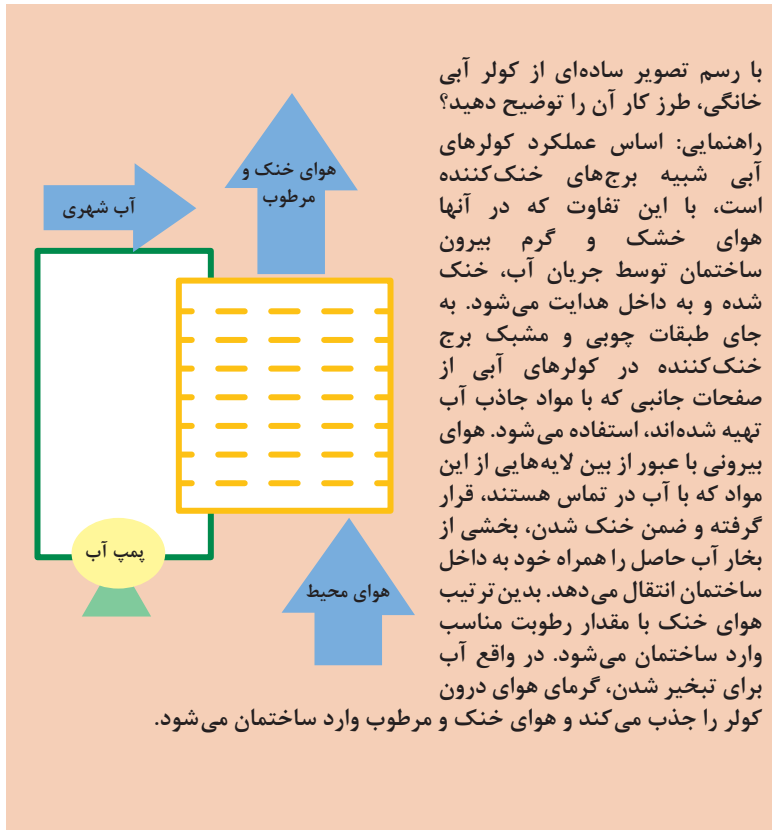 با رسم تصویر ساده‌ای از کولر آبی
خانگی، طرز کار آن را توضیح دهید؟
راهنمایی: اساس عملکرد کولرهای
آبی شبیه برج‌های خنک‌کننده
است، با این تفاوت که در آنها
هوای خشک و گرم بیرون
ساختمان توسط جریان آب، خنک
شده و به داخل هدایت می‌شود. به
جای طبقات چوبی و مشبک برج
خنک‌کننده در کولرهای آبی از
صفحات جانبی که با مواد جاذب آب
تهیه شده‌اند، استفاده می‌شود. هوای
بیرونی با عبور از بین لایه‌هایی از این
مواد که با آب در تماس هستند، قرار
گرفته و ضمن خنک شدن، بخشی از
بخار آب حاصل را همراه خود به داخل
ساختمان انتقال می‌دهد. بدین‌ترتیب
هوای خنک با مقدار رطوبت مناسب
وارد ساختمان می‌شود. در واقع آب
برای تبخیر شدن، گرمای هوای درون
کولر را جذب می‌کند و هوای خنک و مرطوب وارد ساختمان می‌شود.
هوای خنک و
مرطوب
آب شهری
پمپ آب
هوای محیط